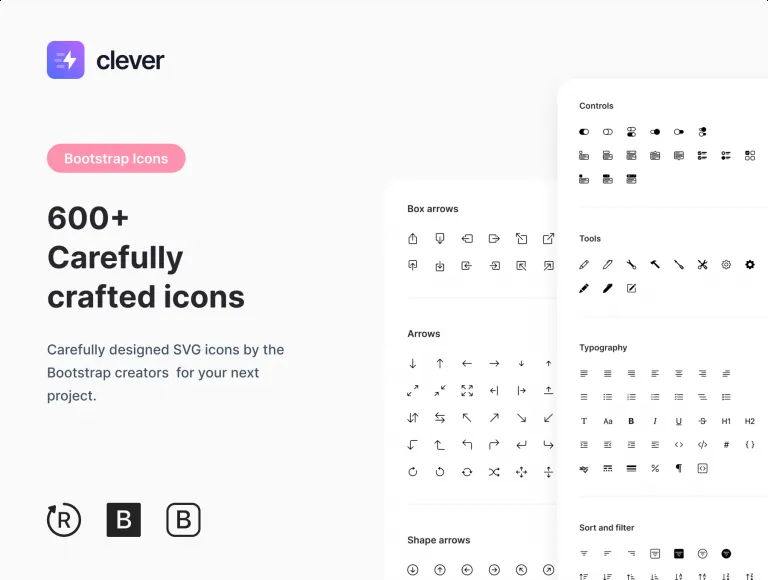 clever
Bootstrap Icons
600+
Carefully
crafted icons
Carefully designed SVG icons by the
Bootstrap creators for your next
project.
R
B
B
Box arrows
Arrows
Shape arrows
Controls
Tools
Typography
T Aa B I U S H1 H2
# { }
% ¶
Sort and filter